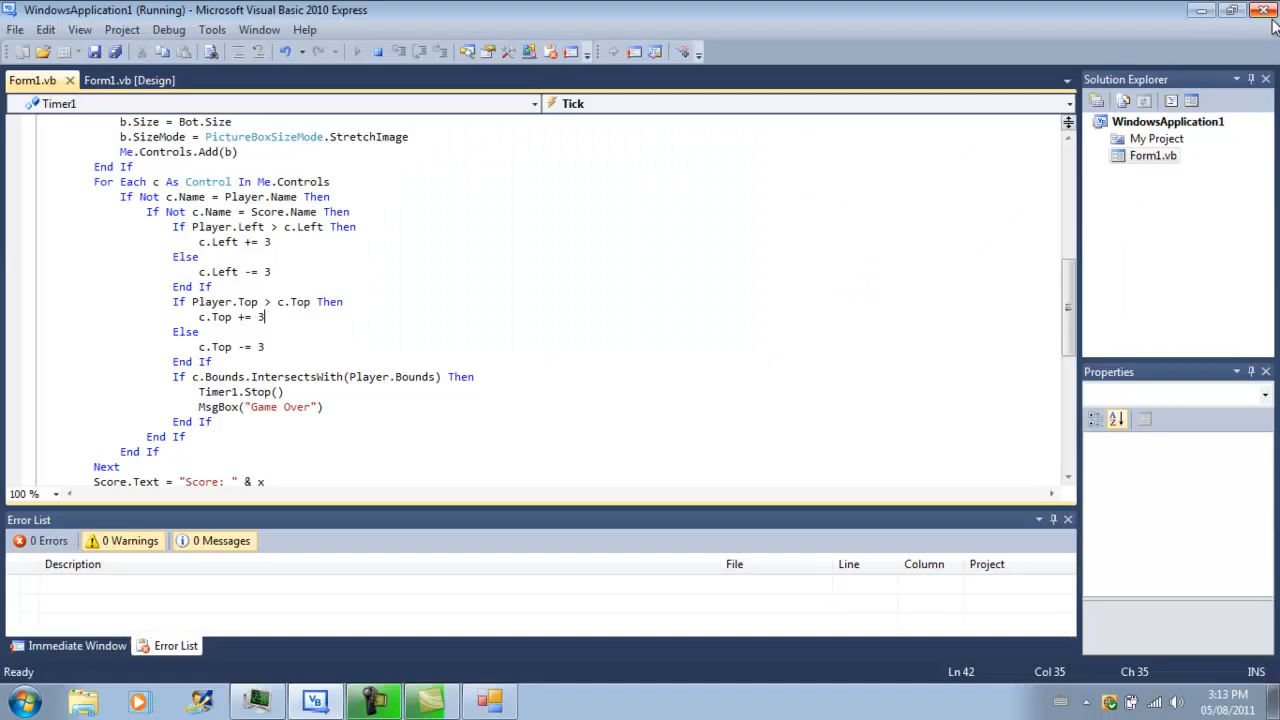 WindowsApplication1 (Running) - Microsoft Visual Basic 2010 Express
File Edit View Project Debug Tools Window Help
Form1.vb Form1.vb [Design]
Solution Explorer
Timer1 Tick
WindowsApplication1
My Project
Form1.vb
b.Size = Bot.Size
b.SizeMode = PictureBoxSizeMode.StretchImage
Me.Controls.Add(b)
End If
For Each c As Control In Me.Controls
If Not c.Name = Player.Name Then
If Not c.Name = Score.Name Then
If Player.Left > c.Left Then
c.Left += 3
Else
c.Left -= 3
End If
If Player.Top > c.Top Then
c.Top += 3
Else
c.Top -= 3
End If
If c.Bounds.IntersectsWith(Player.Bounds) Then
Timer1.Stop()
MsgBox("Game Over")
End If
End If
End If
Next
Score.Text = "Score: " & x
100 %
Properties
Error List
0 Errors 0 Warnings 0 Messages
Description File Line Column Project
Immediate Window Error List
Ready Ln 42 Col 35 Ch 35 INS
3:13 PM
05/08/2011